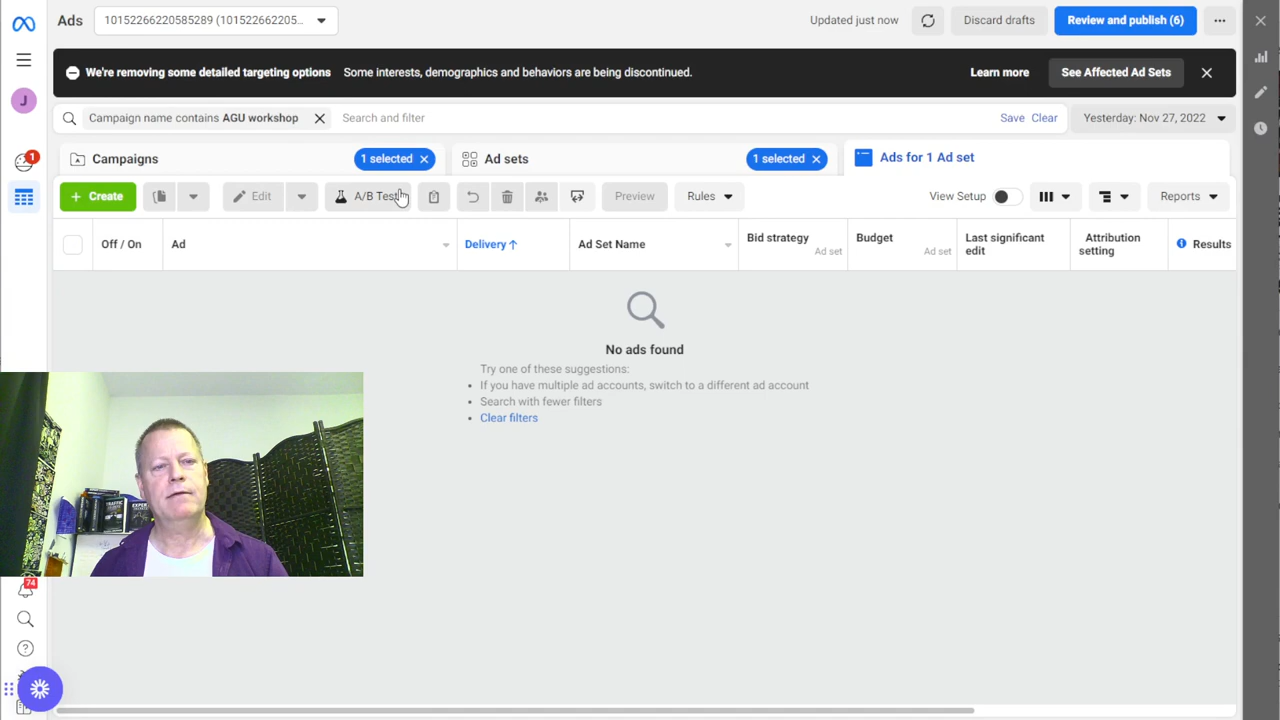 Ads
10152266220585289 (101522662205...
Updated just now
Discard drafts
Review and publish (6)
We're removing some detailed targeting options
Some interests, demographics and behaviors are being discontinued.
Learn more
See Affected Ad Sets
Campaign name contains AGU workshop
Search and filter
Save
Clear
Yesterday: Nov 27, 2022
J
1
Campaigns
1 selected
Ad sets
1 selected
Ads for 1 Ad set
+ Create
Edit
A/B Test
Preview
Rules
View Setup
Reports
Off / On
Ad
Delivery ↑
Ad Set Name
Bid strategy
Ad set
Budget
Ad set
Last significant
edit
Attribution
setting
Results
No ads found
Try one of these suggestions:
• If you have multiple ad accounts, switch to a different ad account
• Search with fewer filters
• Clear filters
74